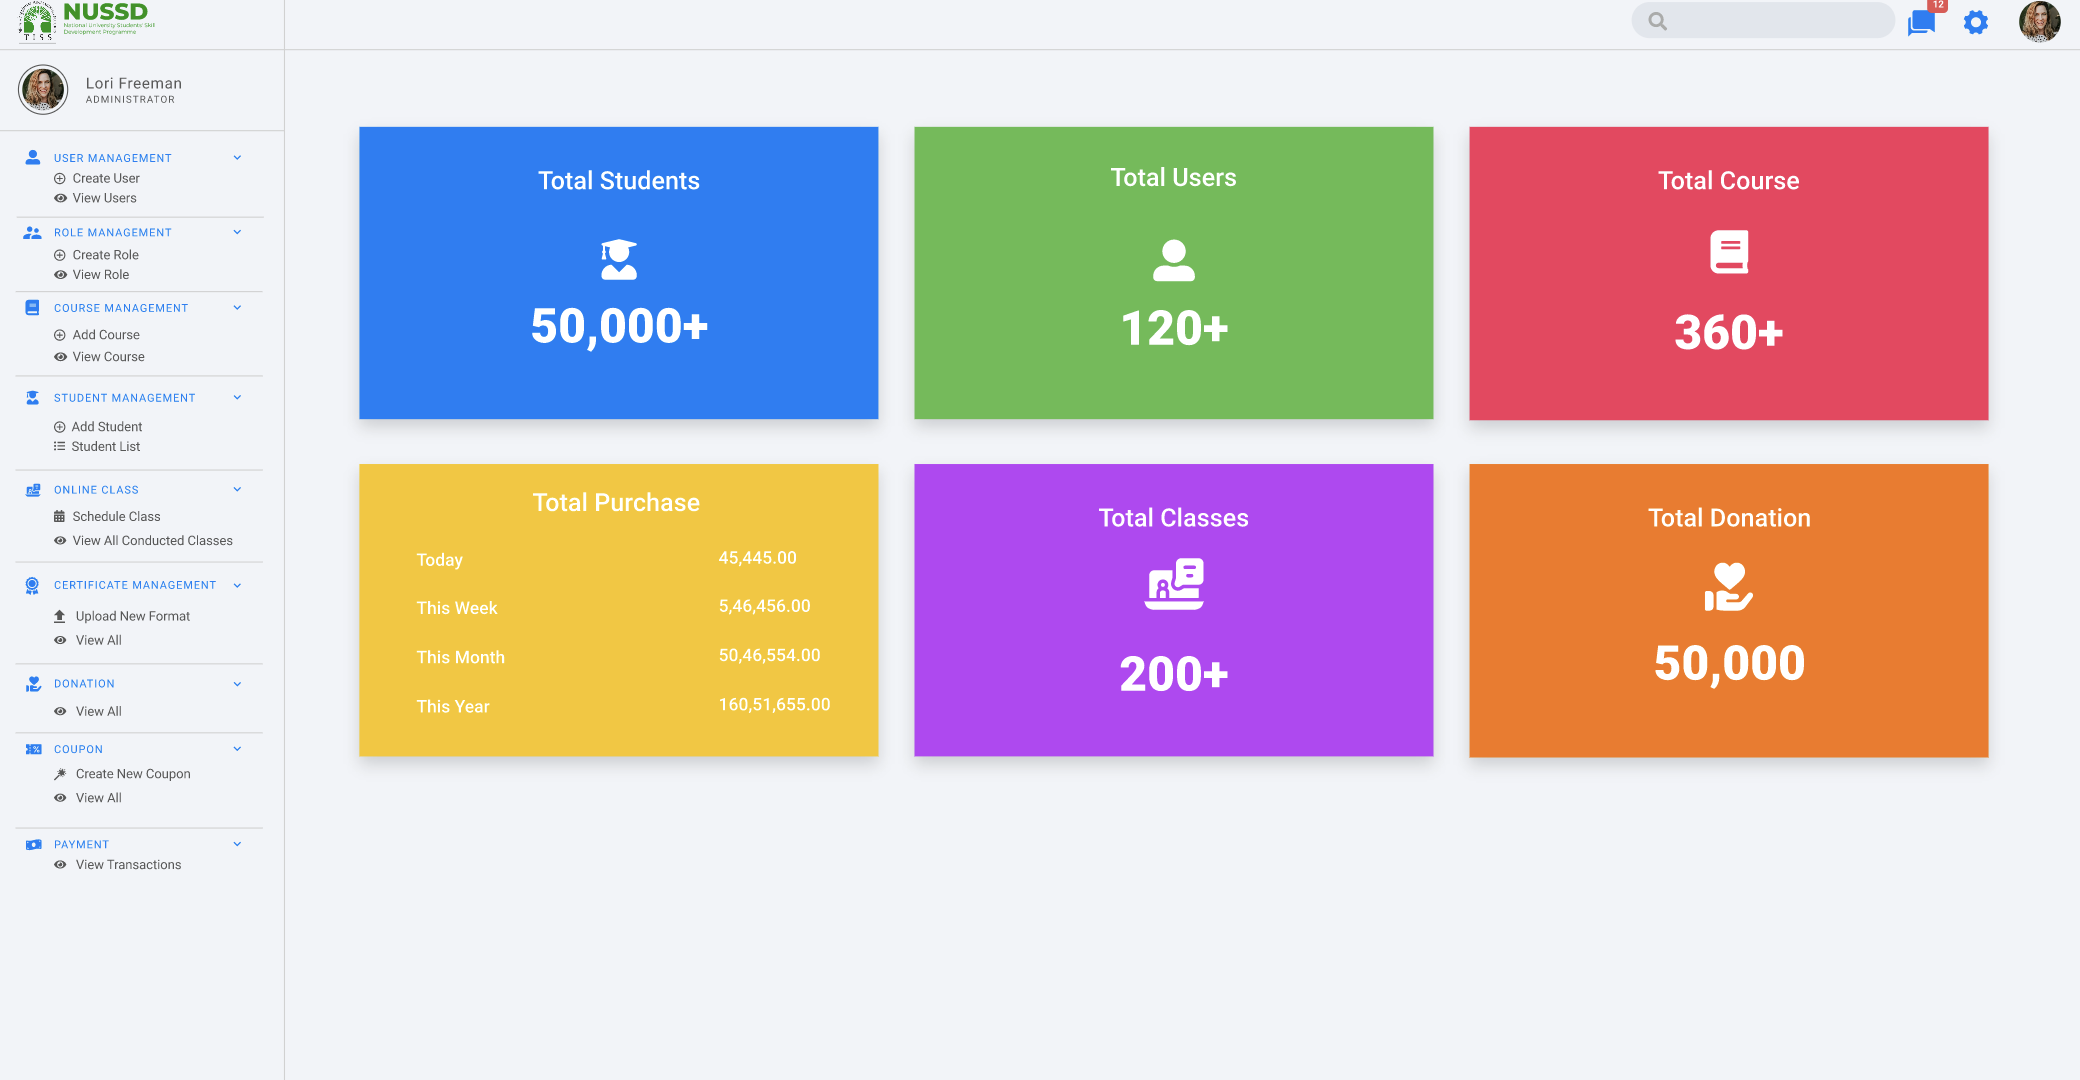 NUSSD
National University Students' Skill
Development Programme
TISS
12
Lori Freeman
ADMINISTRATOR
USER MANAGEMENT
Create User
View Users
ROLE MANAGEMENT
Create Role
View Role
COURSE MANAGEMENT
Add Course
View Course
STUDENT MANAGEMENT
Add Student
Student List
ONLINE CLASS
Schedule Class
View All Conducted Classes
CERTIFICATE MANAGEMENT
Upload New Format
View All
DONATION
View All
COUPON
Create New Coupon
View All
PAYMENT
View Transactions
Total Students
50,000+
Total Users
120+
Total Course
360+
Total Purchase
Today 45,445.00
This Week 5,46,456.00
This Month 50,46,554.00
This Year 160,51,655.00
Total Classes
200+
Total Donation
50,000